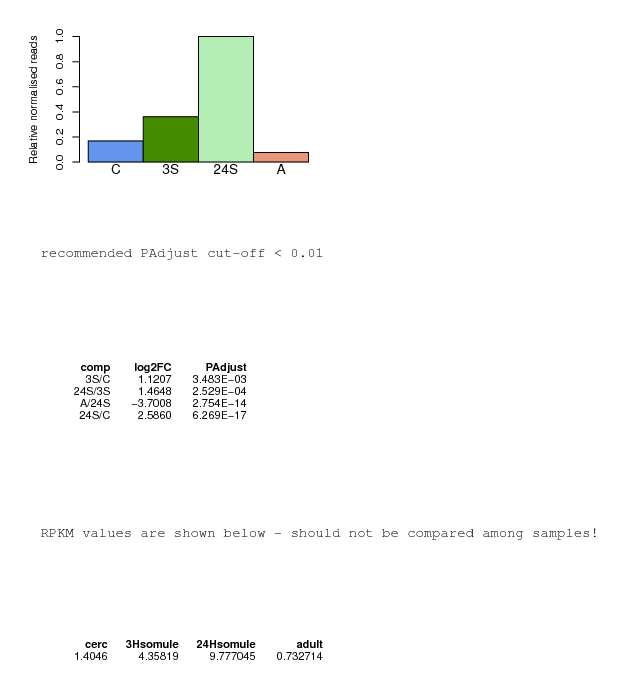 Relative normalised reads
1.0
0.8
0.6
0.4
0.2
0.0
C 3S 24S A
recommended PAdjust cut-off < 0.01
comp log2FC PAdjust
3S/C 1.1207 3.483E−03
24S/3S 1.4648 2.529E−04
A/24S −3.7008 2.754E−14
24S/C 2.5860 6.269E−17
RPKM values are shown below - should not be compared among samples!
cerc 3Hsomule 24Hsomule adult
1.4046 4.35819 9.777045 0.732714